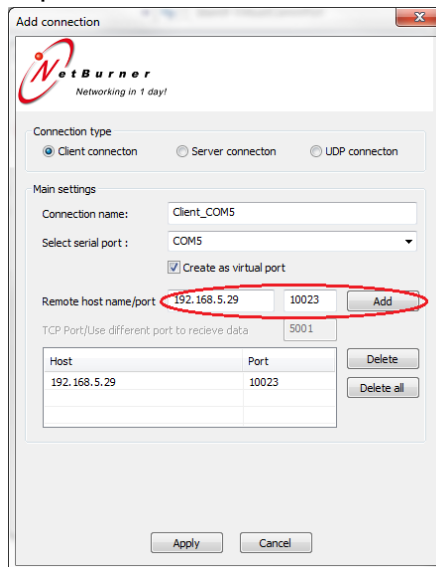 Add connection
NetBurner
Networking in 1 day!
Connection type
Client connecton
Server connecton
UDP connecton
Main settings
Connection name: Client_COM5
Select serial port : COM5
Create as virtual port
Remote host name/port 192.168.5.29 10023 Add
TCP Port/Use different port to recieve data 5001
Host Port Delete
192.168.5.29 10023 Delete all
Apply Cancel